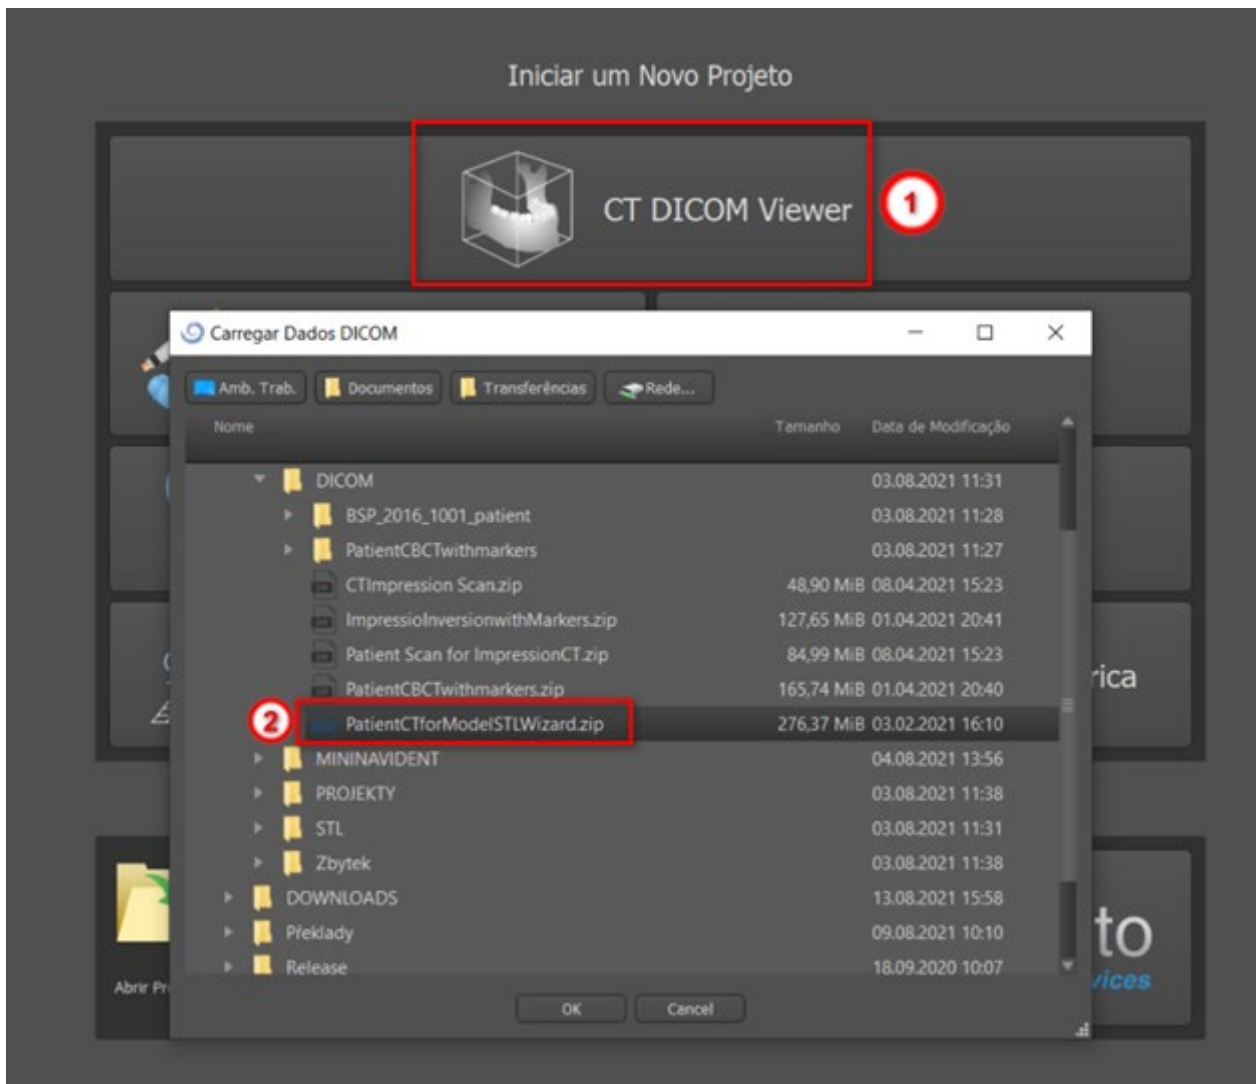 Iniciar um Novo Projeto
CT DICOM Viewer
1
Carregar Dados DICOM
Amb. Trab. Documentos Transferências Rede...
Nome Tamanho Data de Modificação
DICOM 03.08.2021 11:31
BSP_2016_1001_patient 03.08.2021 11:28
PatientCBCTwithmarkers 03.08.2021 11:27
CTImpression Scan.zip 48,90 MiB 08.04.2021 15:23
ImpressioInversionwithMarkers.zip 127,65 MiB 01.04.2021 20:41
Patient Scan for ImpressionCT.zip 84,99 MiB 08.04.2021 15:23
PatientCBCTwithmarkers.zip 165,74 MiB 01.04.2021 20:40
2 PatientCTforModelSTLWizard.zip 276,37 MiB 03.02.2021 16:10
MININAVIDENT 04.08.2021 13:56
PROJEKTY 03.08.2021 11:38
STL 03.08.2021 11:31
Zbytek 03.08.2021 11:38
DOWNLOADS 13.08.2021 15:58
Překlady 09.08.2021 10:10
Release 18.09.2020 10:07
OK Cancel
rica
to
vices
Abrir Pr